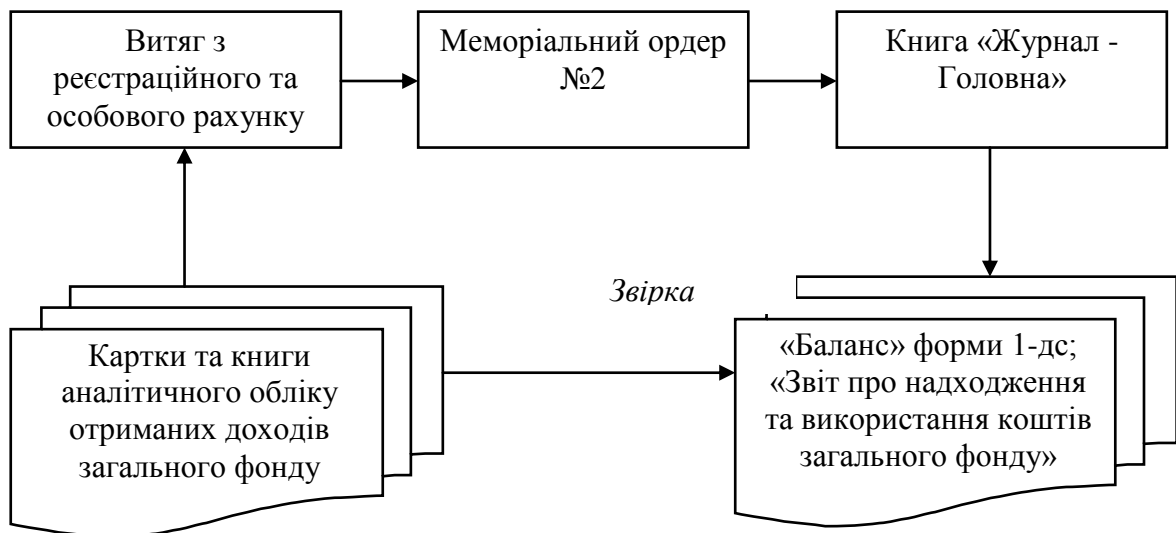 Витяг з
реєстраційного та
особового рахунку
Меморіальний ордер
№2
Книга «Журнал -
Головна»
Звірка
Картки та книги
аналітичного обліку
отриманих доходів
загального фонду
«Баланс» форми 1-дс;
«Звіт про надходження
та використання коштів
загального фонду»